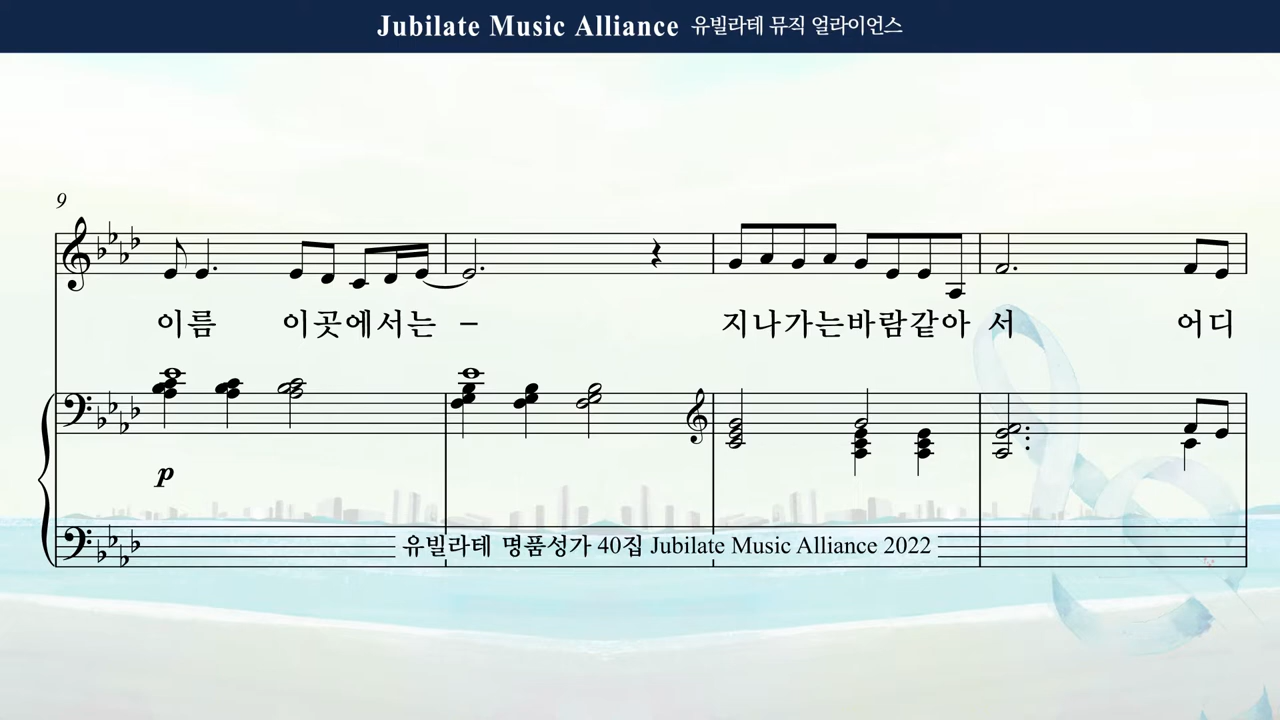 Jubilate Music Alliance 유빌라테 뮤직 얼라이언스
9
이름 이곳에서는 – 지나가는바람같아 서 어디
p
유빌라테 명품성가 40집 Jubilate Music Alliance 2022